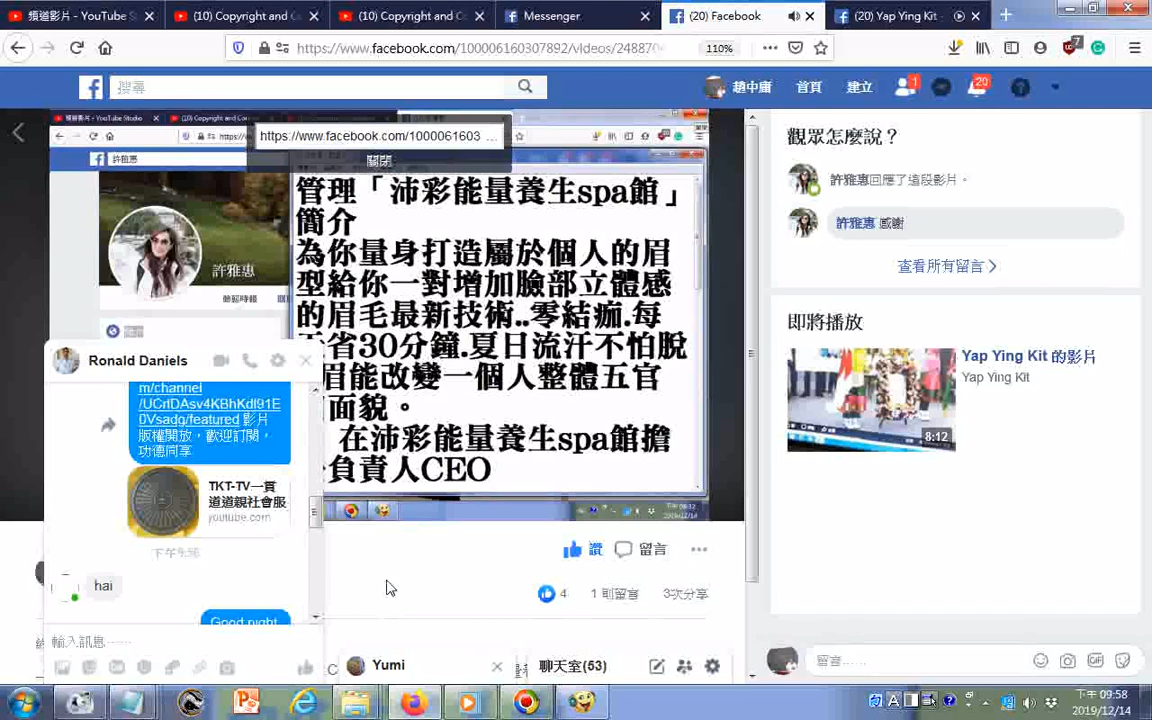 頻道影片 - YouTube S
(10) Copyright and Co
(10) Copyright and Co
Messenger
(20) Facebook
(20) Yap Ying Kit -
https://www.facebook.com/100006160307892/videos/24887
110%
7
搜尋
趙中庸
首頁
建立
1
20
許雅惠
https://www.facebook.com/1000061603 ...
關閉
許雅惠
管理「沛彩能量養生spa館」
簡介
為你量身打造屬於個人的眉
型給你一對增加臉部立體感
的眉毛最新技術..零結痂.每
省30分鐘.夏日流汗不怕脫
眉能改變一個人整體五官
面貌。
在沛彩能量養生spa館擔
負責人CEO
2019/12/14
Ronald Daniels
m/channel
/UCrtDAsv4KBhKdI91E
0Vsadg/featured 影片
版權開放，歡迎訂閱，
功德同享
TKT-TV一貫
道道親社會服
youtube.com
hai
Good night
輸入訊息......
讚
留言
4
1 則留言
3次分享
Yumi
聊天室(53)
觀眾怎麼說？
許雅惠回應了這段影片。
許雅惠 感謝
查看所有留言
即將播放
Yap Ying Kit 的影片
Yap Ying Kit
8:12
留言......
下午 09:58
2019/12/14